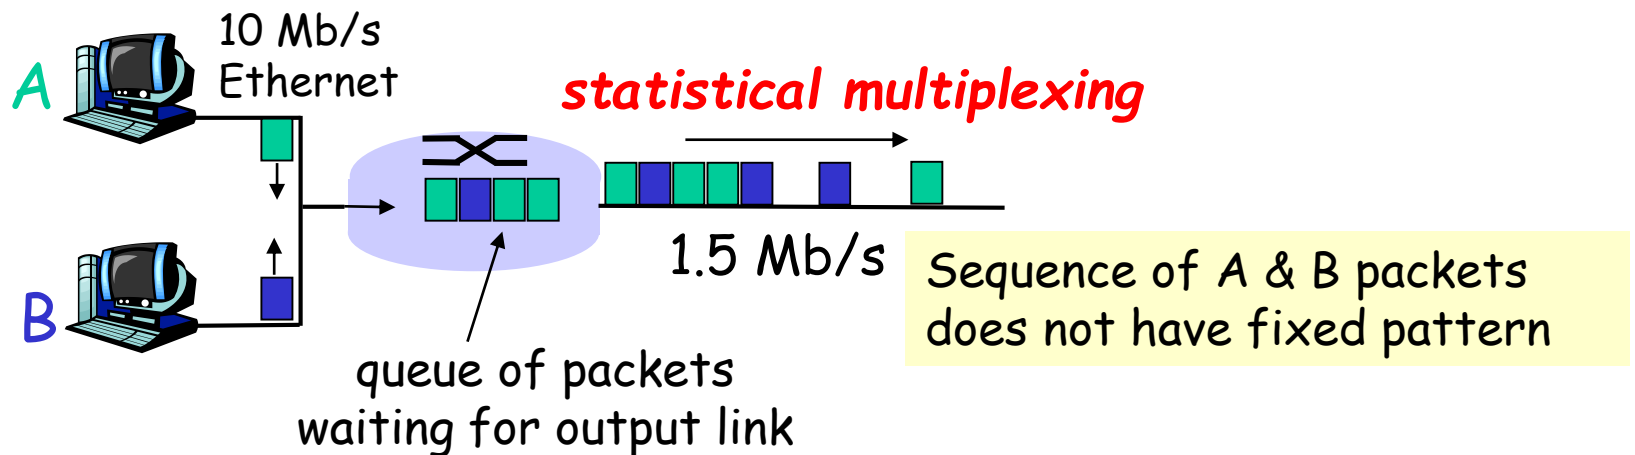 10 Mb/s
Ethernet
A
statistical multiplexing
1.5 Mb/s
Sequence of A & B packets
does not have fixed pattern
B
queue of packets
waiting for output link